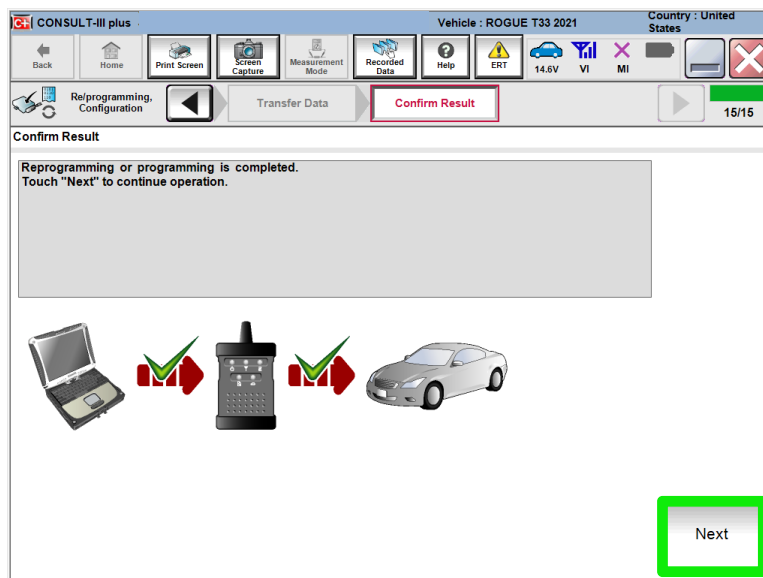 C+ CONSULT-III plus
Vehicle : ROGUE T33 2021
Country : United
States
Back
Home
Print Screen
Screen
Capture
Measurement
Mode
Recorded
Data
Help
ERT
14.6V
VI
MI
Re/programming,
Configuration
Transfer Data
Confirm Result
15/15
Confirm Result
Reprogramming or programming is completed.
Touch "Next" to continue operation.
Next